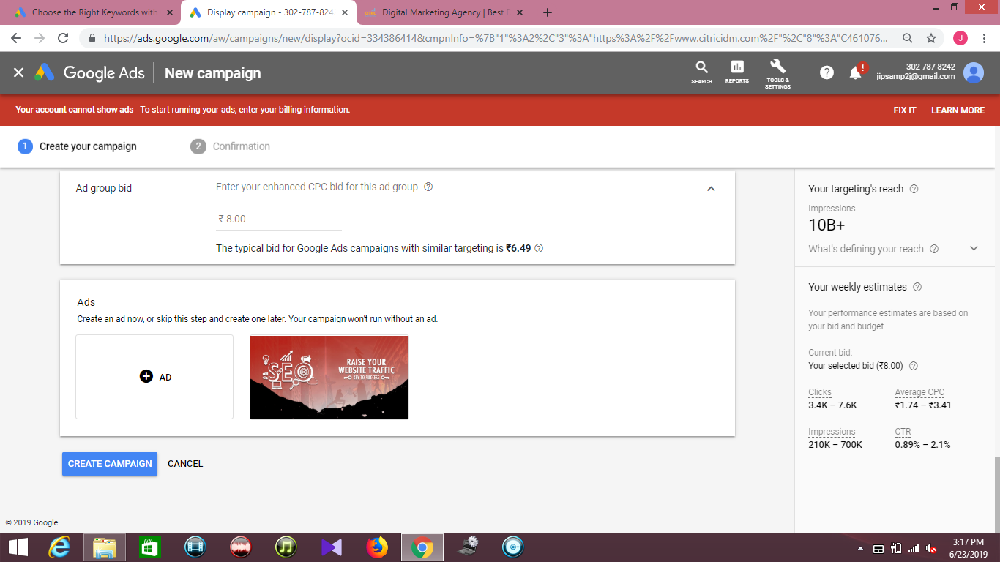 Choose the Right Keywords with
Display campaign - 302-787-824
Digital Marketing Agency | Best
https://ads.google.com/aw/campaigns/new/display?ocid=334386414&cmpnInfo=%7B"1"%3A2%2C"3"%3A"https%3A%2F%2Fwww.citricidm.com%2F"%2C"8"%3A"C461076...
J
Google Ads
New campaign
SEARCH
REPORTS
TOOLS &
SETTINGS
?
!
302-787-8242
jipsamp2j@gmail.com
Your account cannot show ads - To start running your ads, enter your billing information.
FIX IT
LEARN MORE
1 Create your campaign
2 Confirmation
Ad group bid
Enter your enhanced CPC bid for this ad group
₹ 8.00
The typical bid for Google Ads campaigns with similar targeting is ₹6.49
Ads
Create an ad now, or skip this step and create one later. Your campaign won't run without an ad.
AD
SEO
RAISE YOUR
WEBSITE TRAFFIC
KEY TO SUCCESS
CREATE CAMPAIGN
CANCEL
© 2019 Google
Your targeting's reach
Impressions
10B+
What's defining your reach
Your weekly estimates
Your performance estimates are based on
your bid and budget
Current bid:
Your selected bid (₹8.00)
Clicks
Average CPC
3.4K – 7.6K
₹1.74 – ₹3.41
Impressions
CTR
210K – 700K
0.89% – 2.1%
3:17 PM
6/23/2019